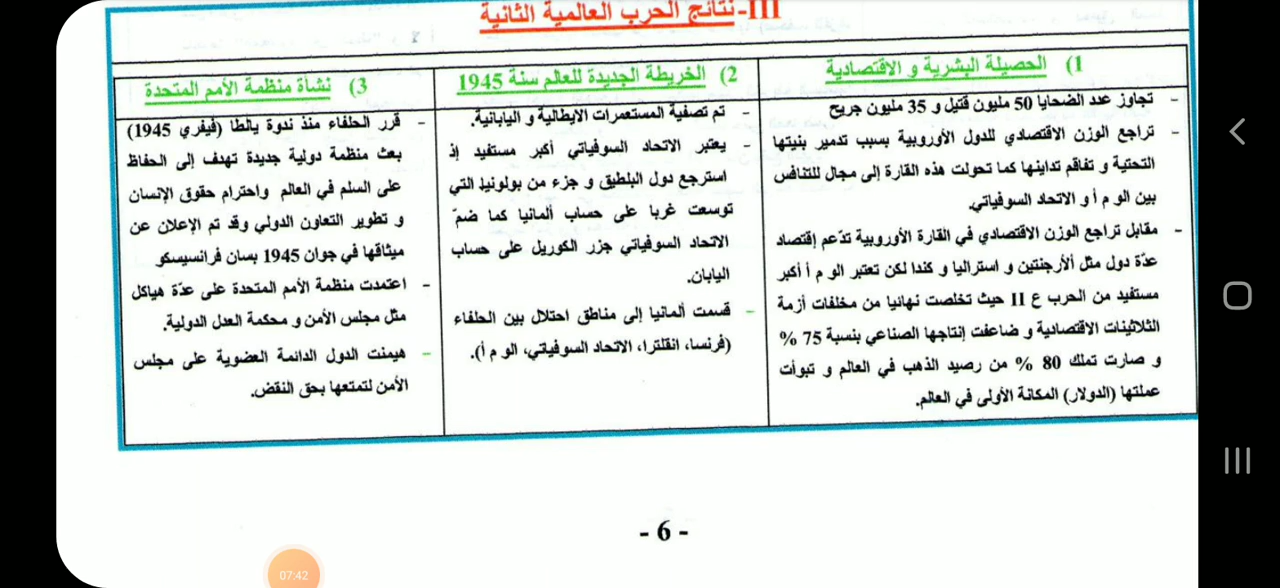 III-نتائج الحرب العالمية الثانية
1) الحصيلة البشرية و الاقتصادية
- تجاوز عدد الضحايا 50 مليون قتيل و 35 مليون جريح
- تراجع الوزن الاقتصادي للدول الأوروبية بسبب تدمير بنيتها
التحتية و تفاقم تداينها كما تحولت هذه القارة إلى مجال للتنافس
بين الو م أ و الاتحاد السوفياتي.
- مقابل تراجع الوزن الاقتصادي في القارة الأوروبية تدّعم إقتصاد
عدّة دول مثل ألأرجنتين و استراليا و كندا لكن تعتبر الو م أ أكبر
مستفيد من الحرب ع II حيث تخلصت نهائيا من مخلفات أزمة
الثلاثينات الاقتصادية و ضاعفت إنتاجها الصناعي بنسبة 75 %
و صارت تملك 80 % من رصيد الذهب في العالم و تبوأت
عملتها (الدولار) المكانة الأولى في العالم.
2) الخريطة الجديدة للعالم سنة 1945
- تم تصفية المستعمرات الايطالية و اليابانية.
- يعتبر الاتحاد السوفياتي أكبر مستفيد إذ
استرجع دول البلطيق و جزء من بولونيا التي
توسعت غربا على حساب ألمانيا كما ضمّ
الاتحاد السوفياتي جزر الكوريل على حساب
اليابان.
- قسمت ألمانيا إلى مناطق احتلال بين الحلفاء
(فرنسا، انقلترا، الاتحاد السوفياتي، الو م أ).
3) نشأة منظمة الأمم المتحدة
- قرر الحلفاء منذ ندوة يالطا (فيفري 1945)
بعث منظمة دولية جديدة تهدف إلى الحفاظ
على السلم في العالم واحترام حقوق الإنسان
و تطوير التعاون الدولي وقد تم الإعلان عن
ميثاقها في جوان 1945 بسان فرانسيسكو
- اعتمدت منظمة الأمم المتحدة على عدّة هياكل
مثل مجلس الأمن و محكمة العدل الدولية.
- هيمنت الدول الدائمة العضوية على مجلس
الأمن لتمتعها بحق النقض.
- 6 -
07:42